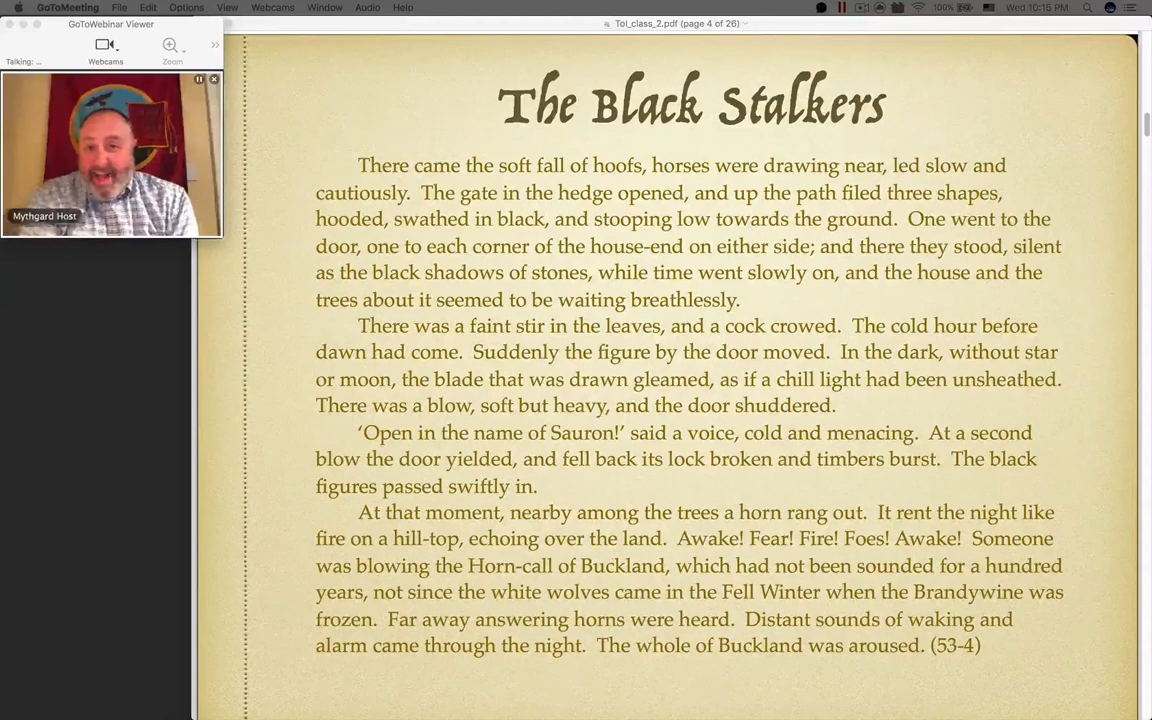 GoToMeeting File Edit Options View Webcams Window Audio Help
100% Wed 10:15 PM
GoToWebinar Viewer
Talking: ...
Webcams
Zoom
Mythgard Host
ToI_class_2.pdf (page 4 of 26)
The Black Stalkers
There came the soft fall of hoofs, horses were drawing near, led slow and
cautiously. The gate in the hedge opened, and up the path filed three shapes,
hooded, swathed in black, and stooping low towards the ground. One went to the
door, one to each corner of the house-end on either side; and there they stood, silent
as the black shadows of stones, while time went slowly on, and the house and the
trees about it seemed to be waiting breathlessly.
There was a faint stir in the leaves, and a cock crowed. The cold hour before
dawn had come. Suddenly the figure by the door moved. In the dark, without star
or moon, the blade that was drawn gleamed, as if a chill light had been unsheathed.
There was a blow, soft but heavy, and the door shuddered.
‘Open in the name of Sauron!’ said a voice, cold and menacing. At a second
blow the door yielded, and fell back its lock broken and timbers burst. The black
figures passed swiftly in.
At that moment, nearby among the trees a horn rang out. It rent the night like
fire on a hill-top, echoing over the land. Awake! Fear! Fire! Foes! Awake! Someone
was blowing the Horn-call of Buckland, which had not been sounded for a hundred
years, not since the white wolves came in the Fell Winter when the Brandywine was
frozen. Far away answering horns were heard. Distant sounds of waking and
alarm came through the night. The whole of Buckland was aroused. (53-4)